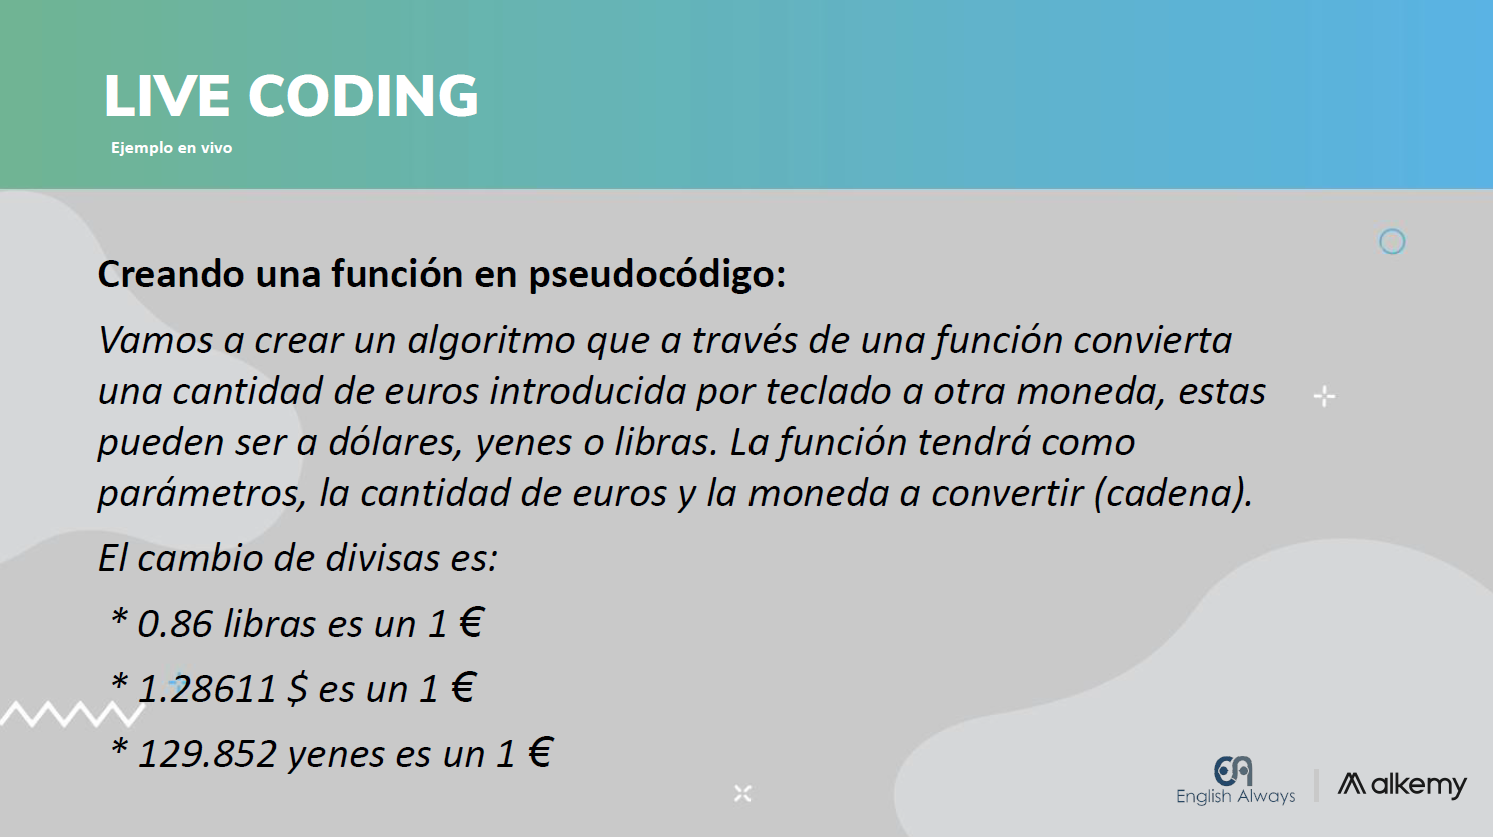 LIVE CODING
Ejemplo en vivo
Creando una función en pseudocódigo:
Vamos a crear un algoritmo que a través de una función convierta
una cantidad de euros introducida por teclado a otra moneda, estas
pueden ser a dólares, yenes o libras. La función tendrá como
parámetros, la cantidad de euros y la moneda a convertir (cadena).
El cambio de divisas es:
* 0.86 libras es un 1 €
* 1.28611 $ es un 1 €
* 129.852 yenes es un 1 €
EA
English Always
alkemy